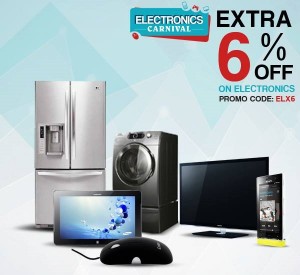 ELECTRONICS
CARNIVAL
EXTRA
6% OFF
ON ELECTRONICS
PROMO CODE: ELX6